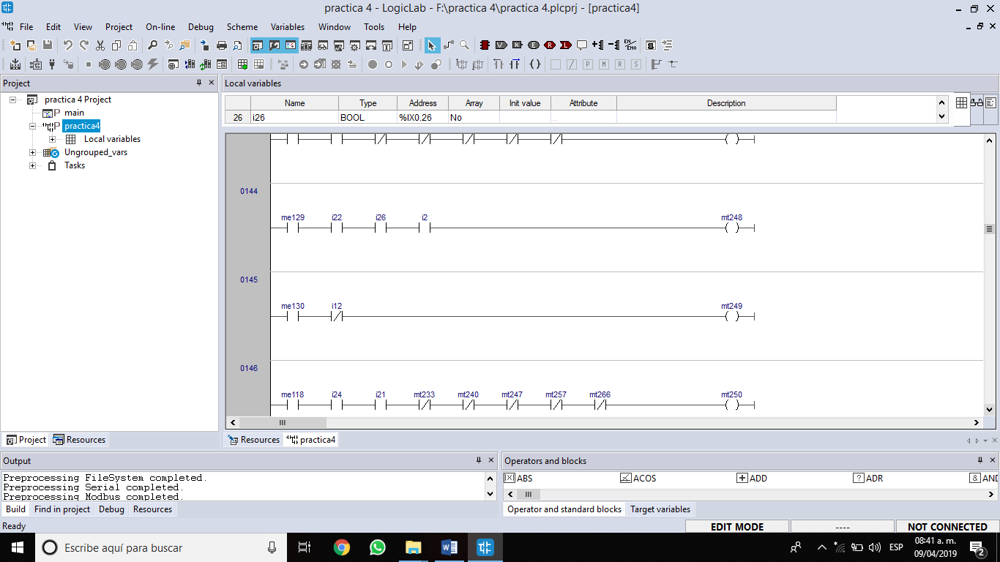 practica 4 - LogicLab - F:\practica 4\practica 4.plcprj - [practica4]
File Edit View Project On-line Debug Scheme Variables Window Tools Help
Project
practica 4 Project
main
practica4
Local variables
Ungrouped_vars
Tasks
Project Resources
Local variables
Name Type Address Array Init value Attribute Description
26 i26 BOOL %IX0.26 No ..
0144
me129 i22 i26 i2 mt248
0145
me130 i12 mt249
0146
me118 i24 i21 mt233 mt240 mt247 mt257 mt266 mt250
Resources practica4
Output
Preprocessing FileSystem completed.
Preprocessing Serial completed.
Preprocessing Modbus completed.
Build Find in project Debug Resources
Operators and blocks
ABS ACOS ADD ADR
Operator and standard blocks Target variables
Ready EDIT MODE ---- NOT CONNECTED
Escribe aquí para buscar
ESP
08:41 a. m.
09/04/2019
2